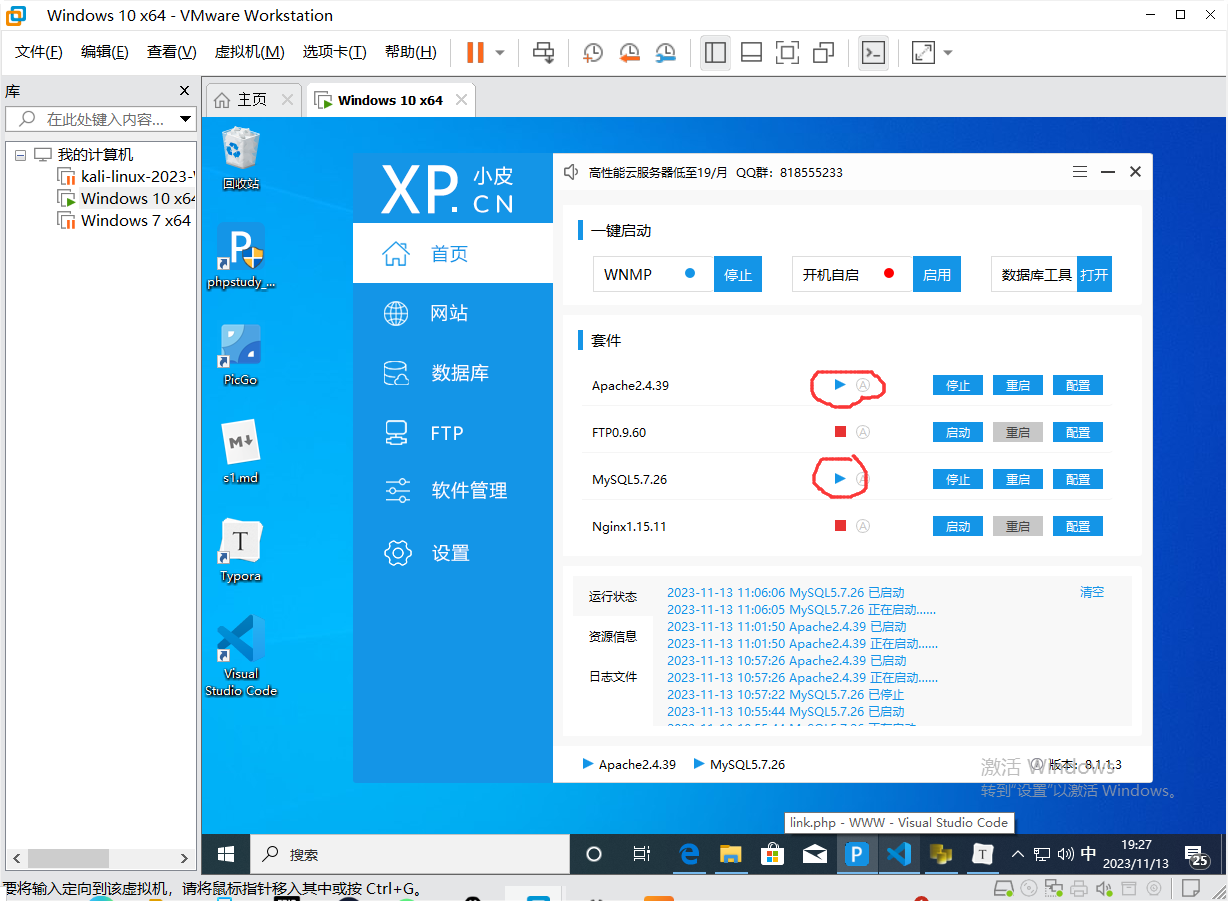 Windows 10 x64 - VMware Workstation
文件(F) 编辑(E) 查看(V) 虚拟机(M) 选项卡(T) 帮助(H)
库
在此处键入内容...
我的计算机
kali-linux-2023-
Windows 10 x64
Windows 7 x64
主页
Windows 10 x64
回收站
phpstudy_...
PicGo
s1.md
Typora
Visual
Studio Code
XP.小皮
CN
首页
网站
数据库
FTP
软件管理
设置
高性能云服务器低至19/月 QQ群: 818555233
一键启动
WNMP 停止 开机自启 启用 数据库工具 打开
套件
Apache2.4.39 停止 重启 配置
FTP0.9.60 启动 重启 配置
MySQL5.7.26 停止 重启 配置
Nginx1.15.11 启动 重启 配置
运行状态
资源信息
日志文件
2023-11-13 11:06:06 MySQL5.7.26 已启动
2023-11-13 11:06:05 MySQL5.7.26 正在启动......
2023-11-13 11:01:50 Apache2.4.39 已启动
2023-11-13 11:01:50 Apache2.4.39 正在启动......
2023-11-13 10:57:26 Apache2.4.39 已启动
2023-11-13 10:57:26 Apache2.4.39 正在启动......
2023-11-13 10:57:22 MySQL5.7.26 已停止
2023-11-13 10:55:44 MySQL5.7.26 已启动
清空
Apache2.4.39 MySQL5.7.26 版本: 8.1.1.3
激活 Windows
转到"设置"以激活 Windows。
link.php - WWW - Visual Studio Code
搜索
中
19:27
2023/11/13
25
要将输入定向到该虚拟机，请将鼠标指针移入其中或按 Ctrl+G。